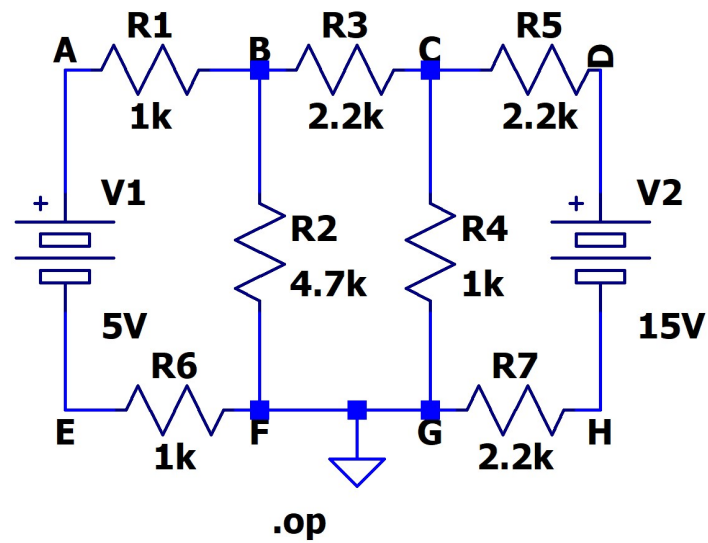 R1 R3 R5
A B C D
1k 2.2k 2.2k
+ V1 + V2
R2 R4
4.7k 1k
5V 15V
R6 R7
E F G H
1k 2.2k
.op